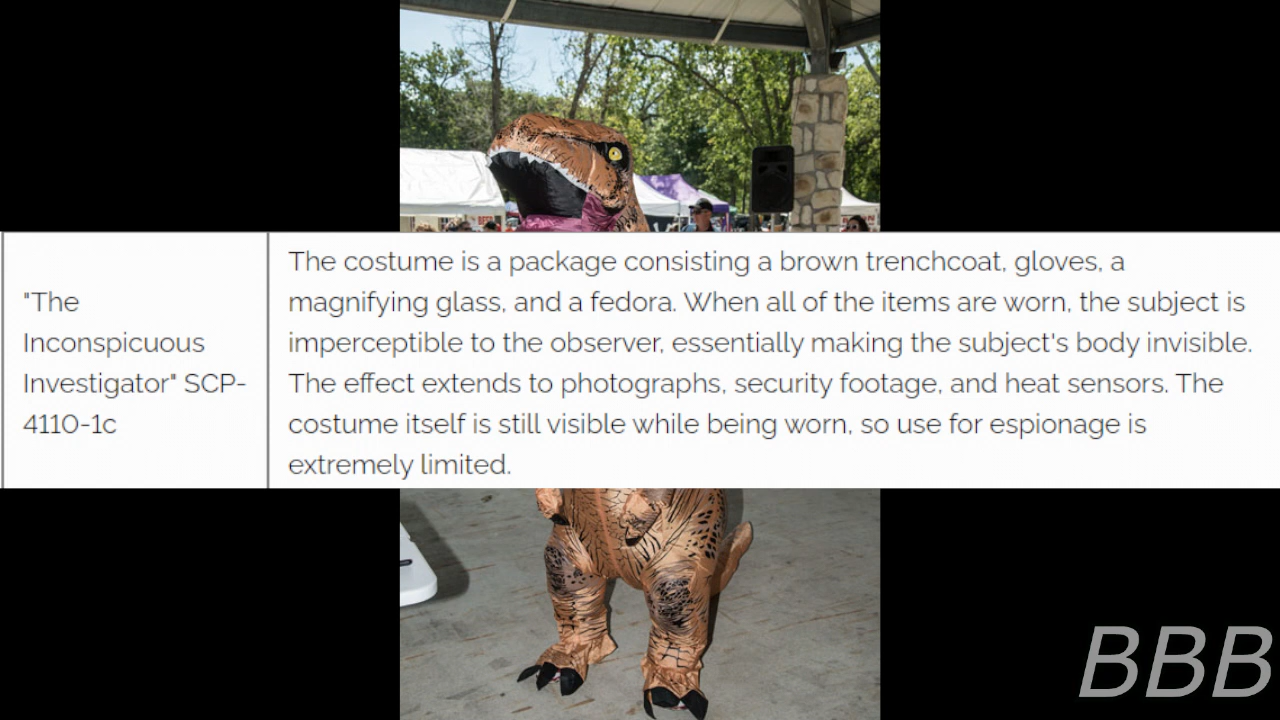 "The
Inconspicuous
Investigator" SCP-
4110-1c
The costume is a package consisting a brown trenchcoat, gloves, a
magnifying glass, and a fedora. When all of the items are worn, the subject is
imperceptible to the observer, essentially making the subject's body invisible.
The effect extends to photographs, security footage, and heat sensors. The
costume itself is still visible while being worn, so use for espionage is
extremely limited.
BBB